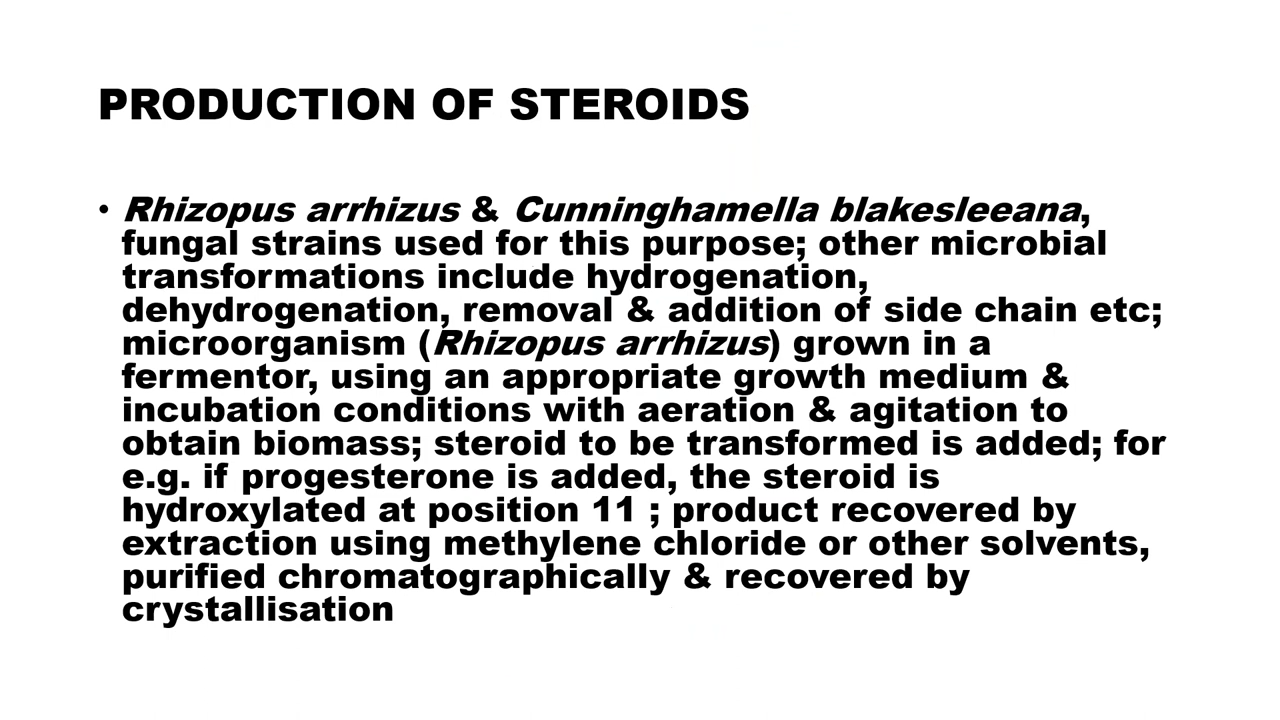 PRODUCTION OF STEROIDS
• Rhizopus arrhizus & Cunninghamella blakesleeana,
fungal strains used for this purpose; other microbial
transformations include hydrogenation,
dehydrogenation, removal & addition of side chain etc;
microorganism (Rhizopus arrhizus) grown in a
fermentor, using an appropriate growth medium &
incubation conditions with aeration & agitation to
obtain biomass; steroid to be transformed is added; for
e.g. if progesterone is added, the steroid is
hydroxylated at position 11 ; product recovered by
extraction using methylene chloride or other solvents,
purified chromatographically & recovered by
crystallisation